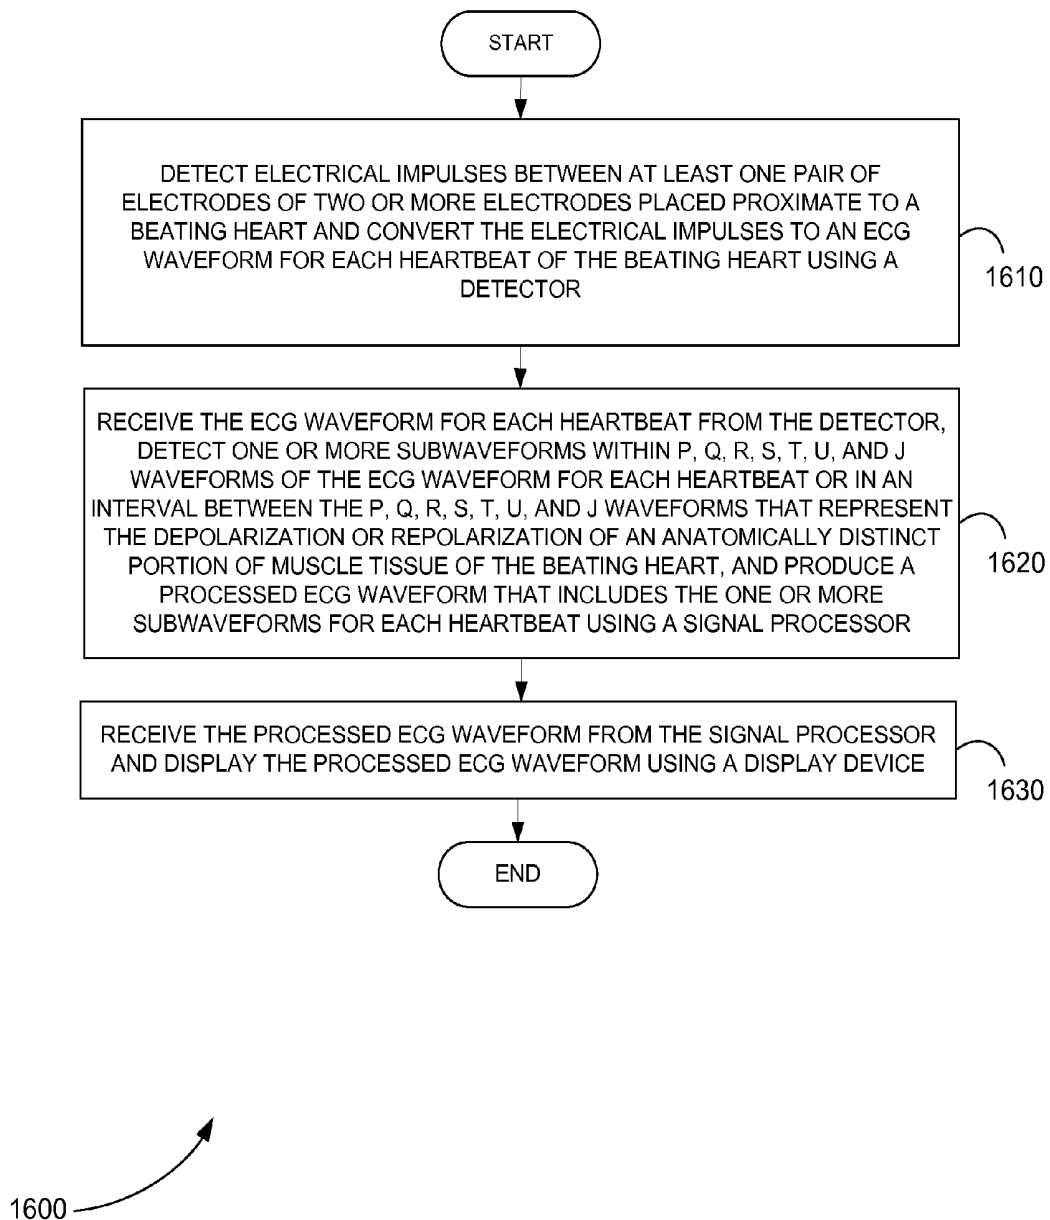 START
DETECT ELECTRICAL IMPULSES BETWEEN AT LEAST ONE PAIR OF
ELECTRODES OF TWO OR MORE ELECTRODES PLACED PROXIMATE TO A
BEATING HEART AND CONVERT THE ELECTRICAL IMPULSES TO AN ECG
WAVEFORM FOR EACH HEARTBEAT OF THE BEATING HEART USING A
DETECTOR
1610
RECEIVE THE ECG WAVEFORM FOR EACH HEARTBEAT FROM THE DETECTOR,
DETECT ONE OR MORE SUBWAVEFORMS WITHIN P, Q, R, S, T, U, AND J
WAVEFORMS OF THE ECG WAVEFORM FOR EACH HEARTBEAT OR IN AN
INTERVAL BETWEEN THE P, Q, R, S, T, U, AND J WAVEFORMS THAT REPRESENT
THE DEPOLARIZATION OR REPOLARIZATION OF AN ANATOMICALLY DISTINCT
PORTION OF MUSCLE TISSUE OF THE BEATING HEART, AND PRODUCE A
PROCESSED ECG WAVEFORM THAT INCLUDES THE ONE OR MORE
SUBWAVEFORMS FOR EACH HEARTBEAT USING A SIGNAL PROCESSOR
1620
RECEIVE THE PROCESSED ECG WAVEFORM FROM THE SIGNAL PROCESSOR
AND DISPLAY THE PROCESSED ECG WAVEFORM USING A DISPLAY DEVICE
1630
END
1600